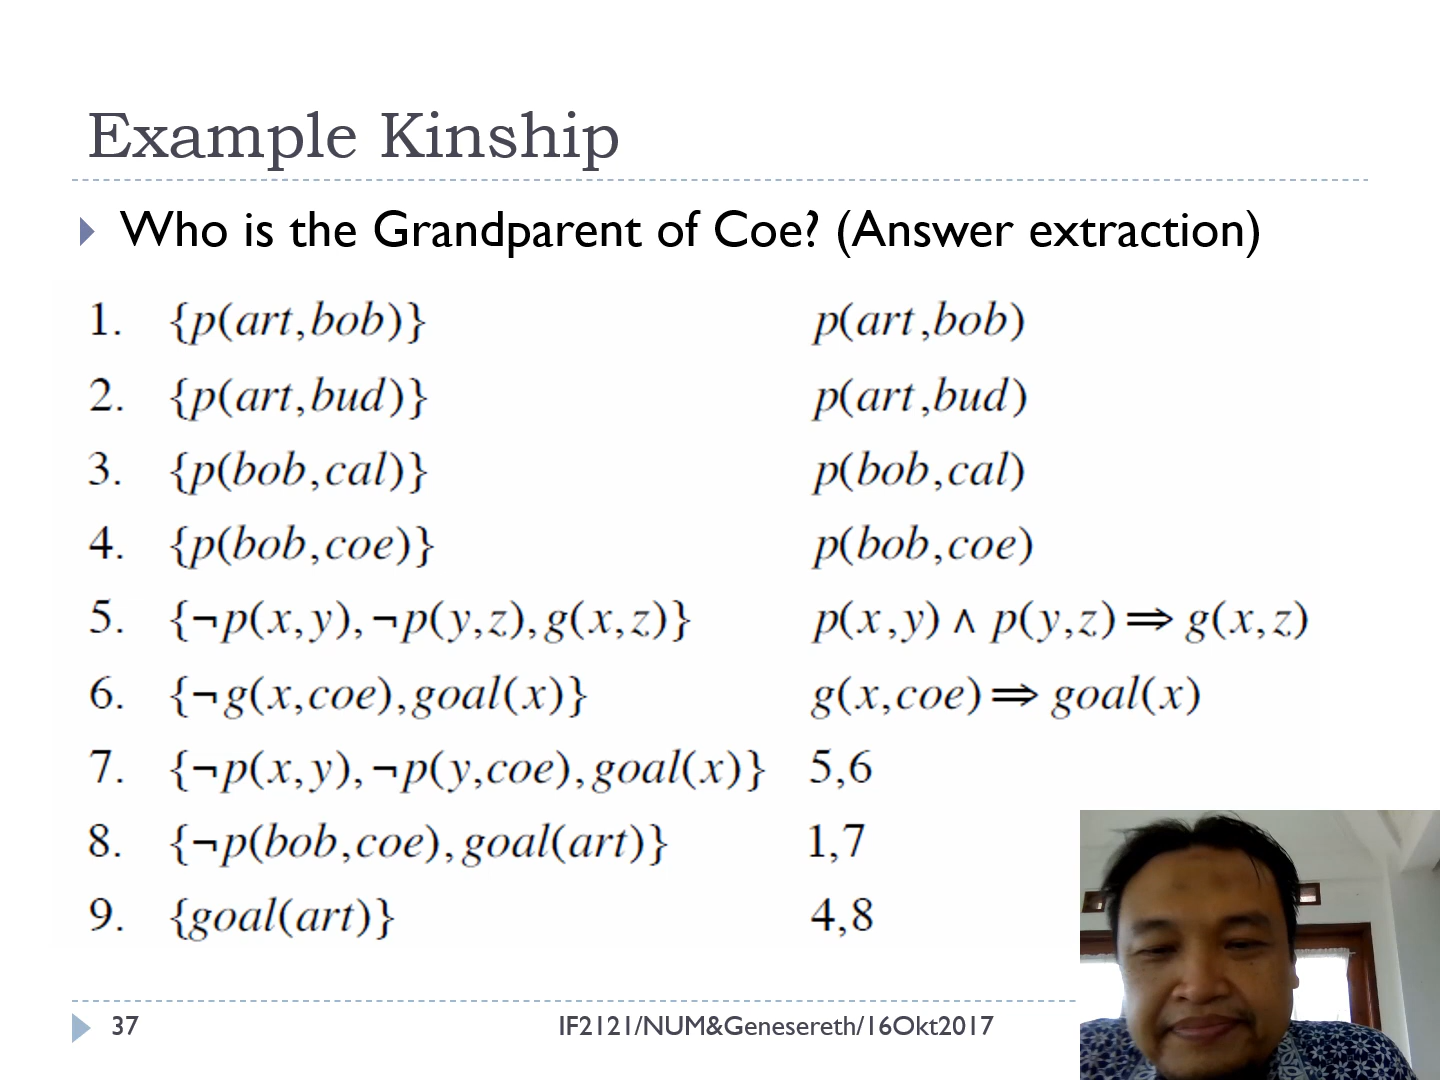 Example Kinship
Who is the Grandparent of Coe? (Answer extraction)
1. {p(art,bob)} p(art,bob)
2. {p(art,bud)} p(art,bud)
3. {p(bob,cal)} p(bob,cal)
4. {p(bob,coe)} p(bob,coe)
5. {¬p(x,y),¬p(y,z),g(x,z)} p(x,y) ∧ p(y,z) ⇒ g(x,z)
6. {¬g(x,coe),goal(x)} g(x,coe) ⇒ goal(x)
7. {¬p(x,y),¬p(y,coe),goal(x)} 5,6
8. {¬p(bob,coe),goal(art)} 1,7
9. {goal(art)} 4,8
37 IF2121/NUM&Genesereth/16Okt2017